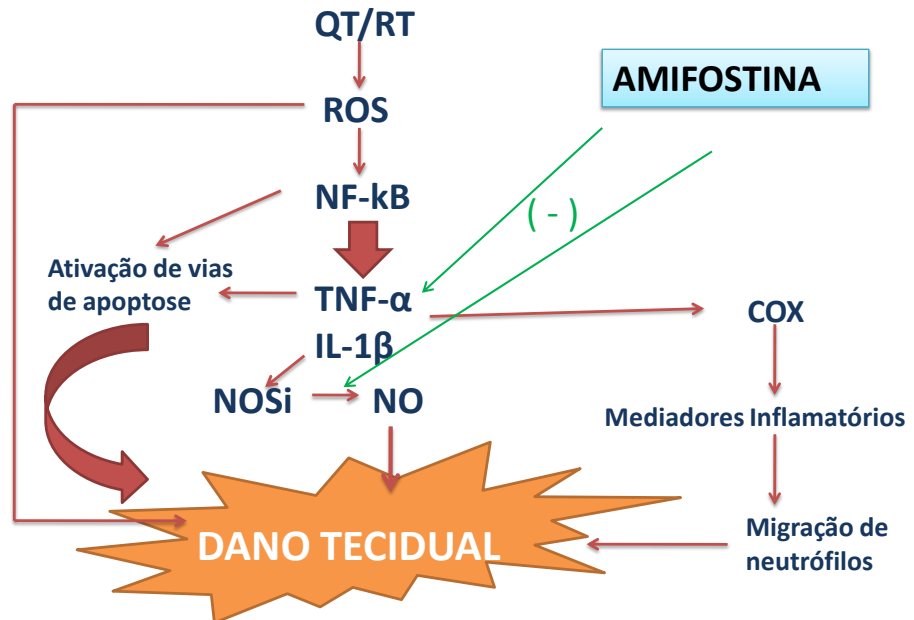 QT/RT
AMIFOSTINA
ROS
NF-kB
( - )
Ativação de vias
de apoptose
TNF-α
IL-1β
COX
NOSi
NO
Mediadores Inflamatórios
DANO TECIDUAL
Migração de
neutrófilos